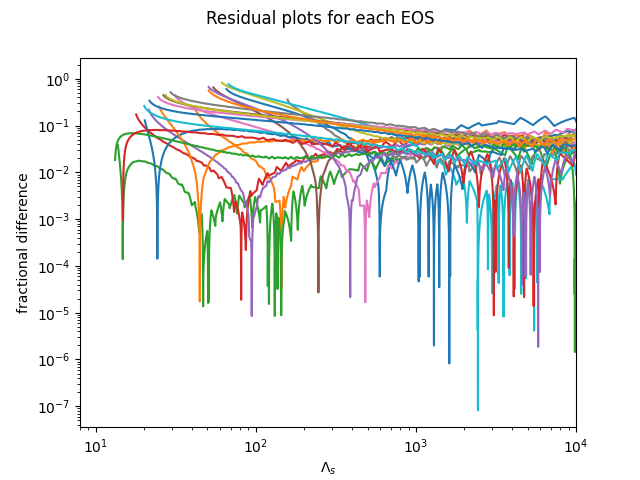 Residual plots for each EOS
fractional difference
10⁰
10⁻¹
10⁻²
10⁻³
10⁻⁴
10⁻⁵
10⁻⁶
10⁻⁷
10¹ 10² 10³ 10⁴
Λₛ